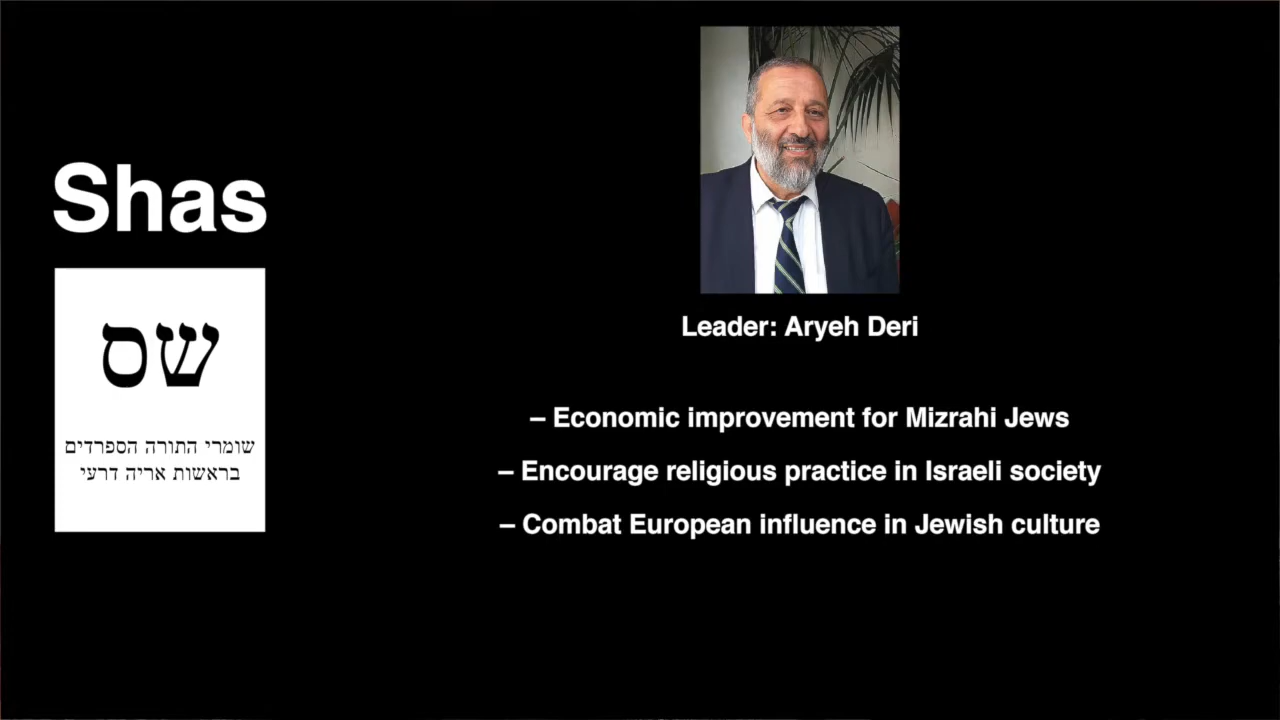 Shas
שס
שומרי התורה הספרדים
בראשות אריה דרעי
Leader: Aryeh Deri
– Economic improvement for Mizrahi Jews
– Encourage religious practice in Israeli society
– Combat European influence in Jewish culture